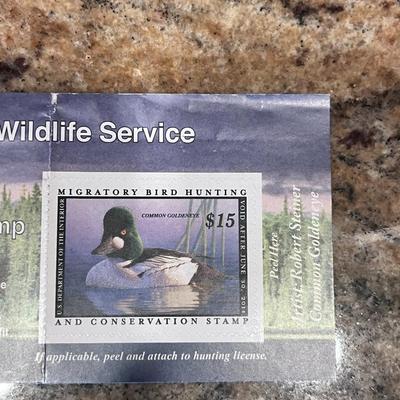 Wildlife Service
MIGRATORY BIRD HUNTING
COMMON GOLDENEYE
$15
U.S. DEPARTMENT OF THE INTERIOR
VOID AFTER JUNE 30, 2014
AND CONSERVATION STAMP
Peel Here
Artist: Robert Steiner
Common Goldeneye
mp
e
fit
If applicable, peel and attach to hunting license.